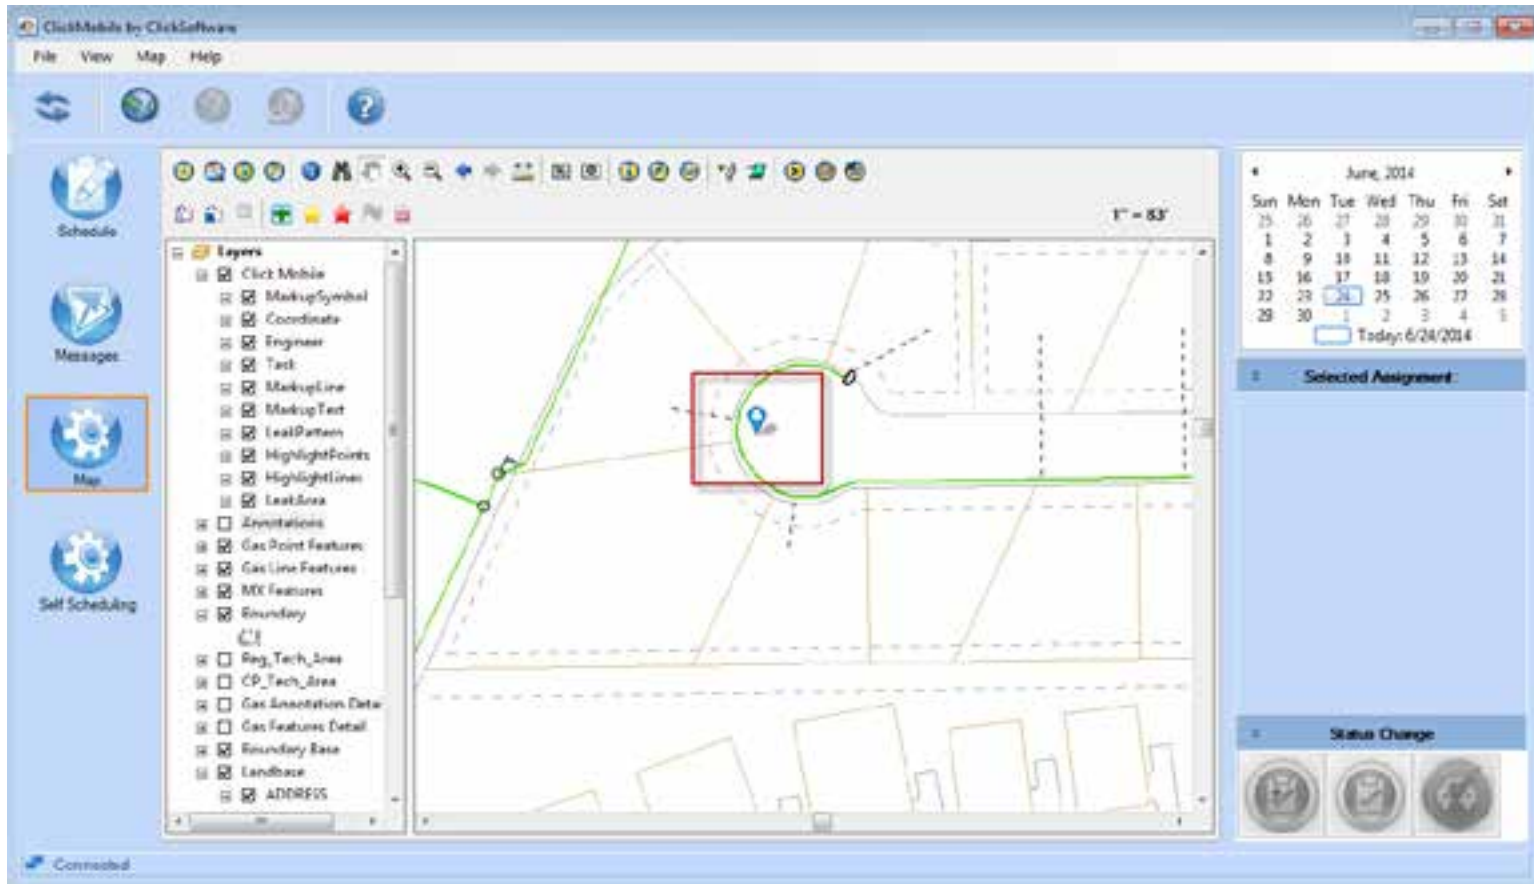 ClickMobile by ClickSoftware
File View Map Help
Schedule
Messages
Map
Self Scheduling
1" = 83'
Layers
Click Mobile
MarkupSymbol
Coordinate
Engineer
Task
MarkupLine
MarkupText
LeakPattern
HighlightPoints
HighlightLines
LeakArea
Annotations
Gas Point Features
Gas Line Features
MX Features
Boundary
Reg_Tech_Area
CP_Tech_Area
Gas Annotation Detai
Gas Features Detail
Boundary Base
Landbase
ADDRESS
June, 2014
Sun Mon Tue Wed Thu Fri Sat
25 26 27 28 29 30 31
1 2 3 4 5 6 7
8 9 10 11 12 13 14
15 16 17 18 19 20 21
22 23 24 25 26 27 28
29 30 1 2 3 4 5
Today: 6/24/2014
Selected Assignment:
Status Change
Connected